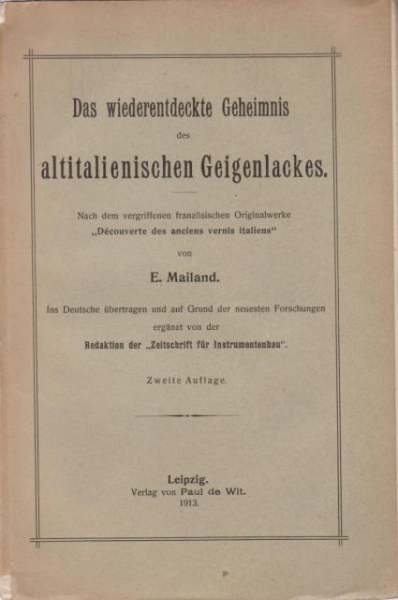 Das wiederentdeckte Geheimnis
des
altitalienischen Geigenlackes.
Nach dem vergriffenen französischen Originalwerke
„Découverte des anciens vernis italiens"
von
E. Mailand.
Ins Deutsche übertragen und auf Grund der neuesten Forschungen
ergänzt von der
Redaktion der „Zeitschrift für Instrumentenbau".
Zweite Auflage.
Leipzig.
Verlag von Paul de Wit.
1913.